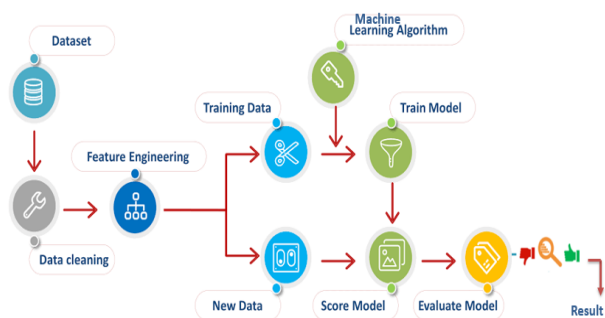 Machine
Learning Algorithm
Dataset
Training Data
Train Model
Feature Engineering
Data cleaning
New Data
Score Model
Evaluate Model
Result